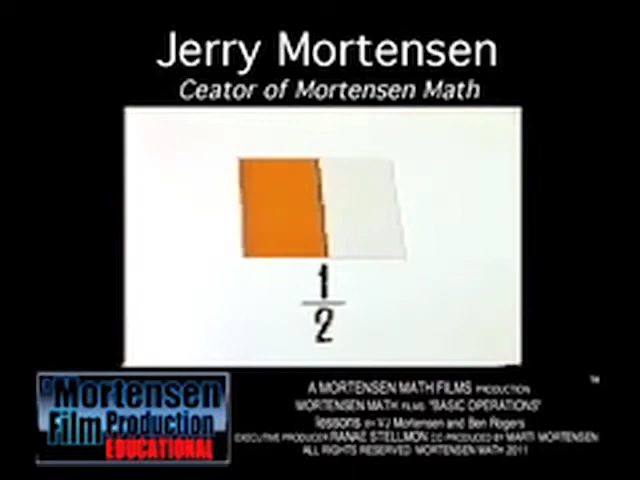 Jerry Mortensen
Ceator of Mortensen Math
1
2
Mortensen
Film Production
EDUCATIONAL
A MORTENSEN MATH FILMS PRODUCTION
MORTENSEN MATH FILMS "BASIC OPERATIONS"
lessons BY VJ Mortensen and Ben Rogers
EXECUTIVE PRODUCER RANAE STELLMON CO PRODUCED BY MARTI MORTENSEN
ALL RIGHTS RESERVED MORTENSEN MATH 2011